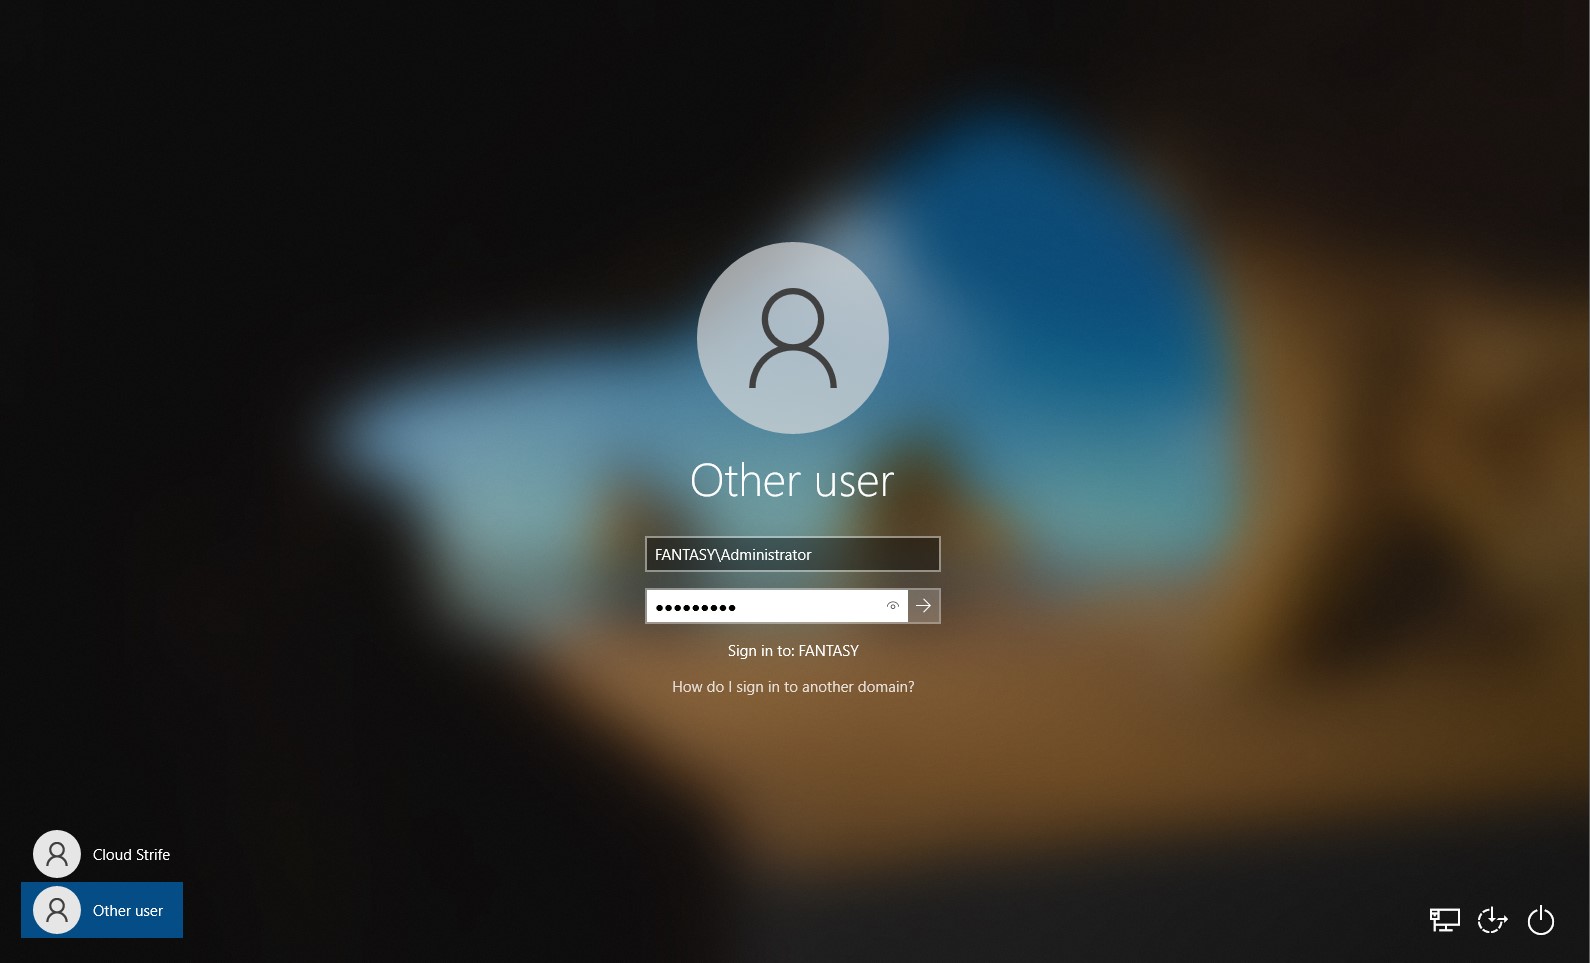 Other user
FANTASY\Administrator
●●●●●●●●●
Sign in to: FANTASY
How do I sign in to another domain?
Cloud Strife
Other user